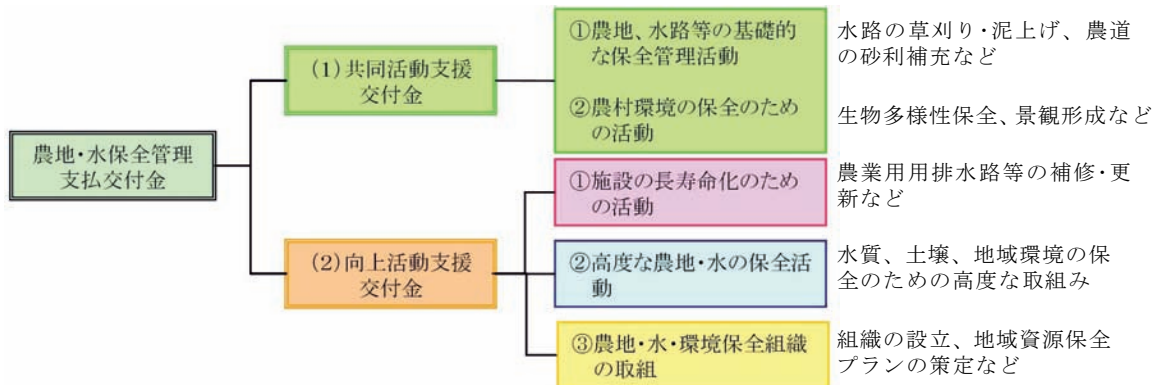 農地・水保全管理
支払交付金
(1)共同活動支援
交付金
①農地、水路等の基礎的
な保全管理活動
②農村環境の保全のため
の活動
水路の草刈り・泥上げ、農道
の砂利補充など
生物多様性保全、景観形成など
(2)向上活動支援
交付金
①施設の長寿命化のため
の活動
農業用用排水路等の補修・更
新など
②高度な農地・水の保全活
動
水質、土壌、地域環境の保
全のための高度な取組み
③農地・水・環境保全組織
の取組
組織の設立、地域資源保全
プランの策定など